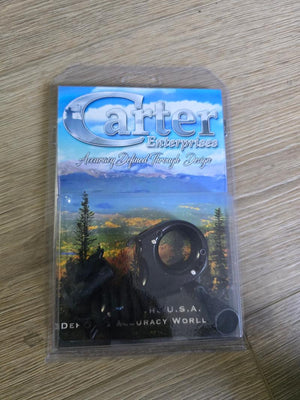 Carter
Enterprises
Accuracy Defined Through Design
U.S.A.
ACCURACY WORLD